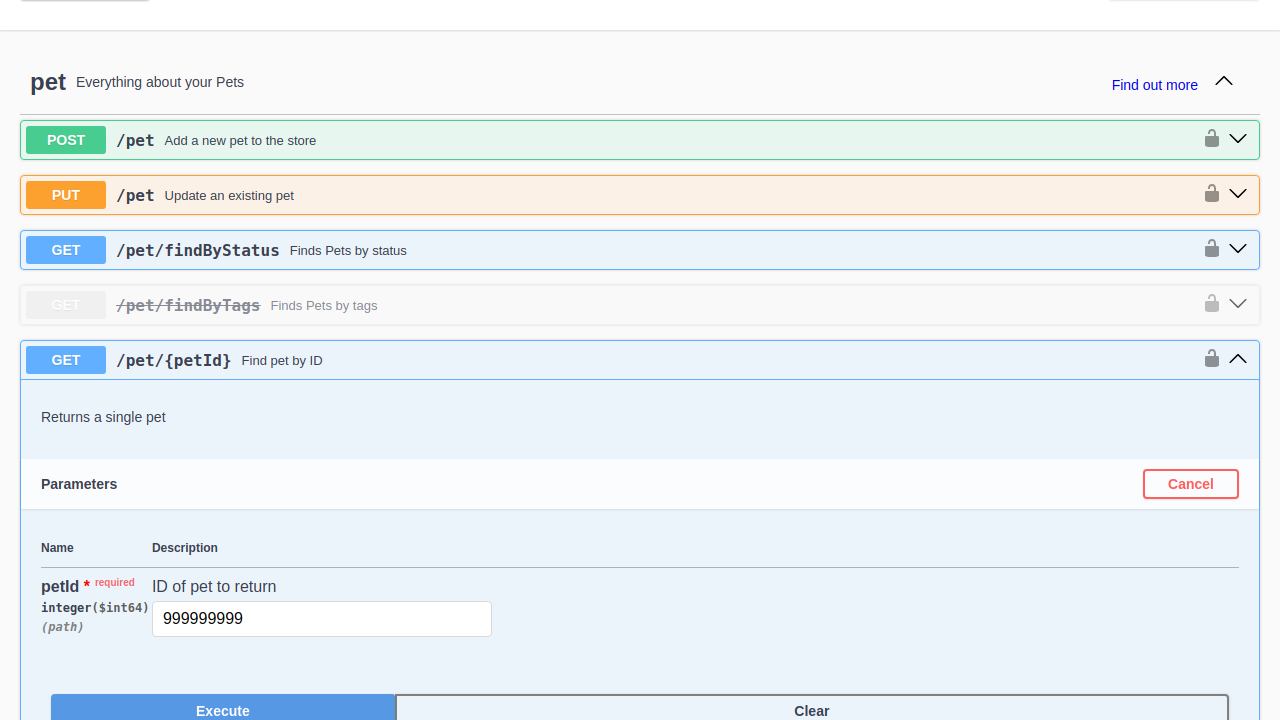 pet Everything about your Pets Find out more
POST /pet Add a new pet to the store
PUT /pet Update an existing pet
GET /pet/findByStatus Finds Pets by status
GET /pet/findByTags Finds Pets by tags
GET /pet/{petId} Find pet by ID
Returns a single pet
Parameters Cancel
Name Description
petId * required ID of pet to return
integer($int64)
999999999
(path)
Execute Clear